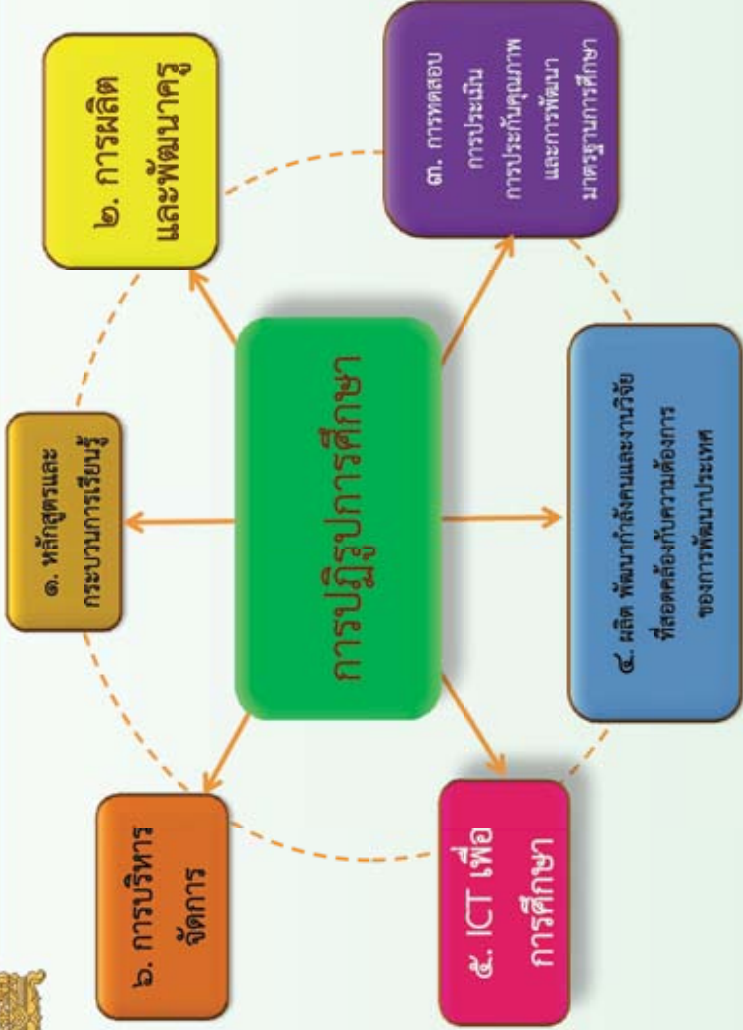 การปฏิรูปการศึกษา
๑. หลักสูตรและ
กระบวนการเรียนรู้
๒. การผลิต
และพัฒนาครู
๓. การทดสอบ
การประเมิน
การประกันคุณภาพ
และการพัฒนา
มาตรฐานการศึกษา
๔. ผลิต พัฒนากำลังคนและงานวิจัย
ที่สอดคล้องกับความต้องการ
ของการพัฒนาประเทศ
๕. ICT เพื่อ
การศึกษา
๖. การบริหาร
จัดการ